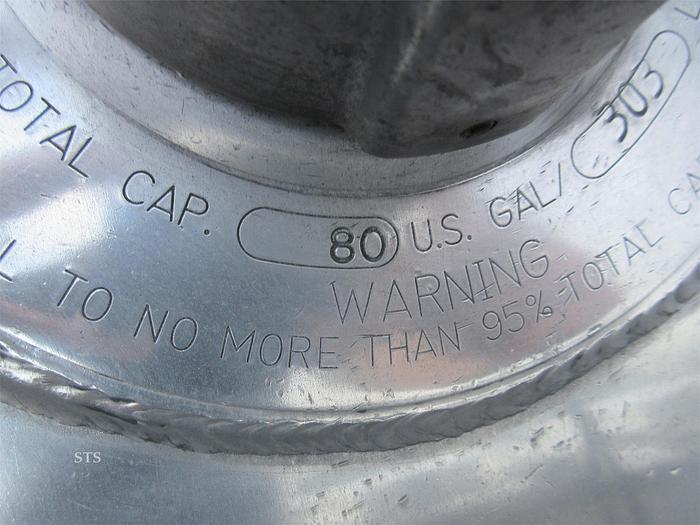 TOTAL CAP. 80 U.S. GAL/ 303
WARNING
L TO NO MORE THAN 95% TOTAL CA
STS